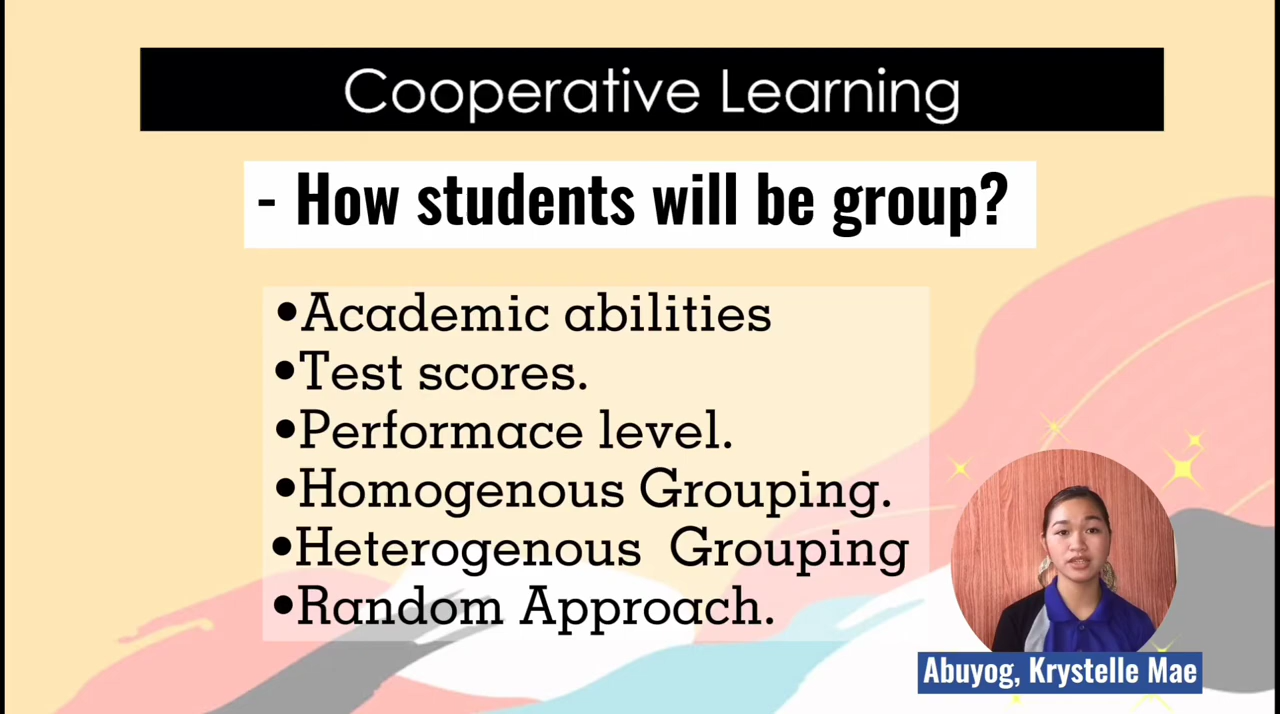 Cooperative Learning
- How students will be group?
•Academic abilities
•Test scores.
•Performace level.
•Homogenous Grouping.
•Heterogenous Grouping
•Random Approach.
Abuyog, Krystelle Mae